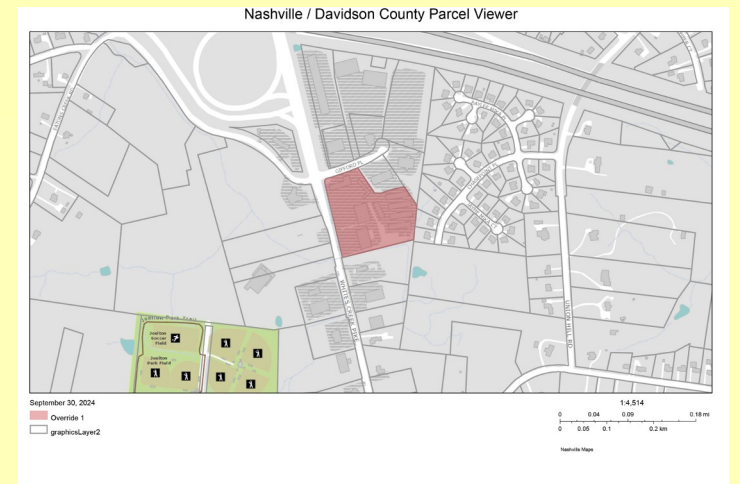 Nashville / Davidson County Parcel Viewer
GIFFORD PL
WHITES CREEK PIKE
UNION HILL RD
Joelton
Soccer
Field
Joelton
Park Field
September 30, 2024
Override 1
graphicsLayer2
1:4,514
0 0.04 0.09 0.18 mi
0 0.05 0.1 0.2 km
Nashville Maps